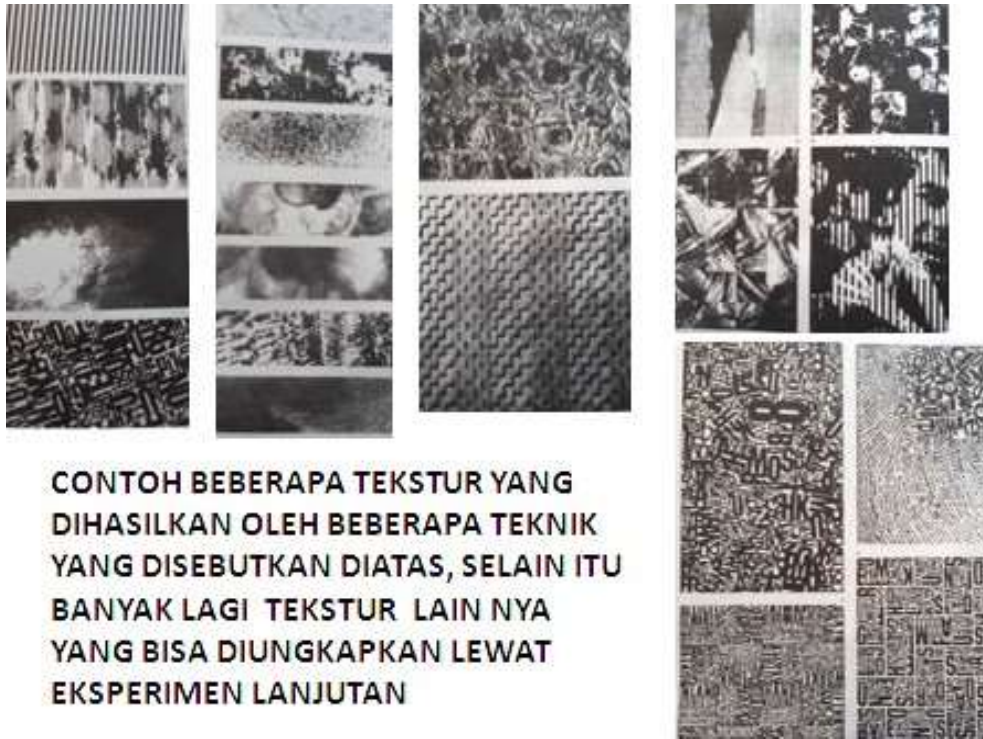 CONTOH BEBERAPA TEKSTUR YANG
DIHASILKAN OLEH BEBERAPA TEKNIK
YANG DISEBUTKAN DIATAS, SELAIN ITU
BANYAK LAGI TEKSTUR LAIN NYA
YANG BISA DIUNGKAPKAN LEWAT
EKSPERIMEN LANJUTAN